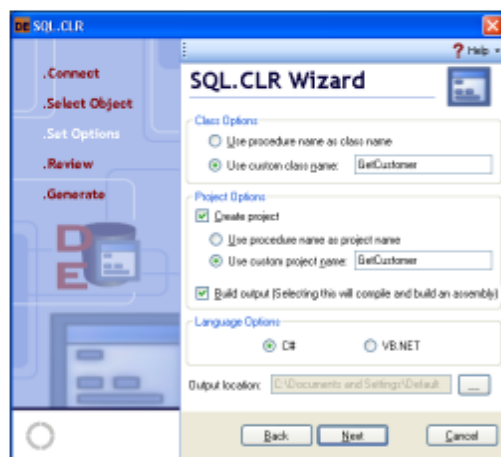 DE SQL.CLR
? Help
.Connect
.Select Object
.Set Options
.Review
.Generate
DE
SQL.CLR Wizard
Class Options
Use procedure name as class name
Use custom class name: GetCustomer
Project Options
Create project
Use procedure name as project name
Use custom project name: GetCustomer
Build output (Selecting this will compile and build an assembly)
Language Options
C# VB.NET
Output location: C:\Documents and Settings\Default ...
Back Next Cancel